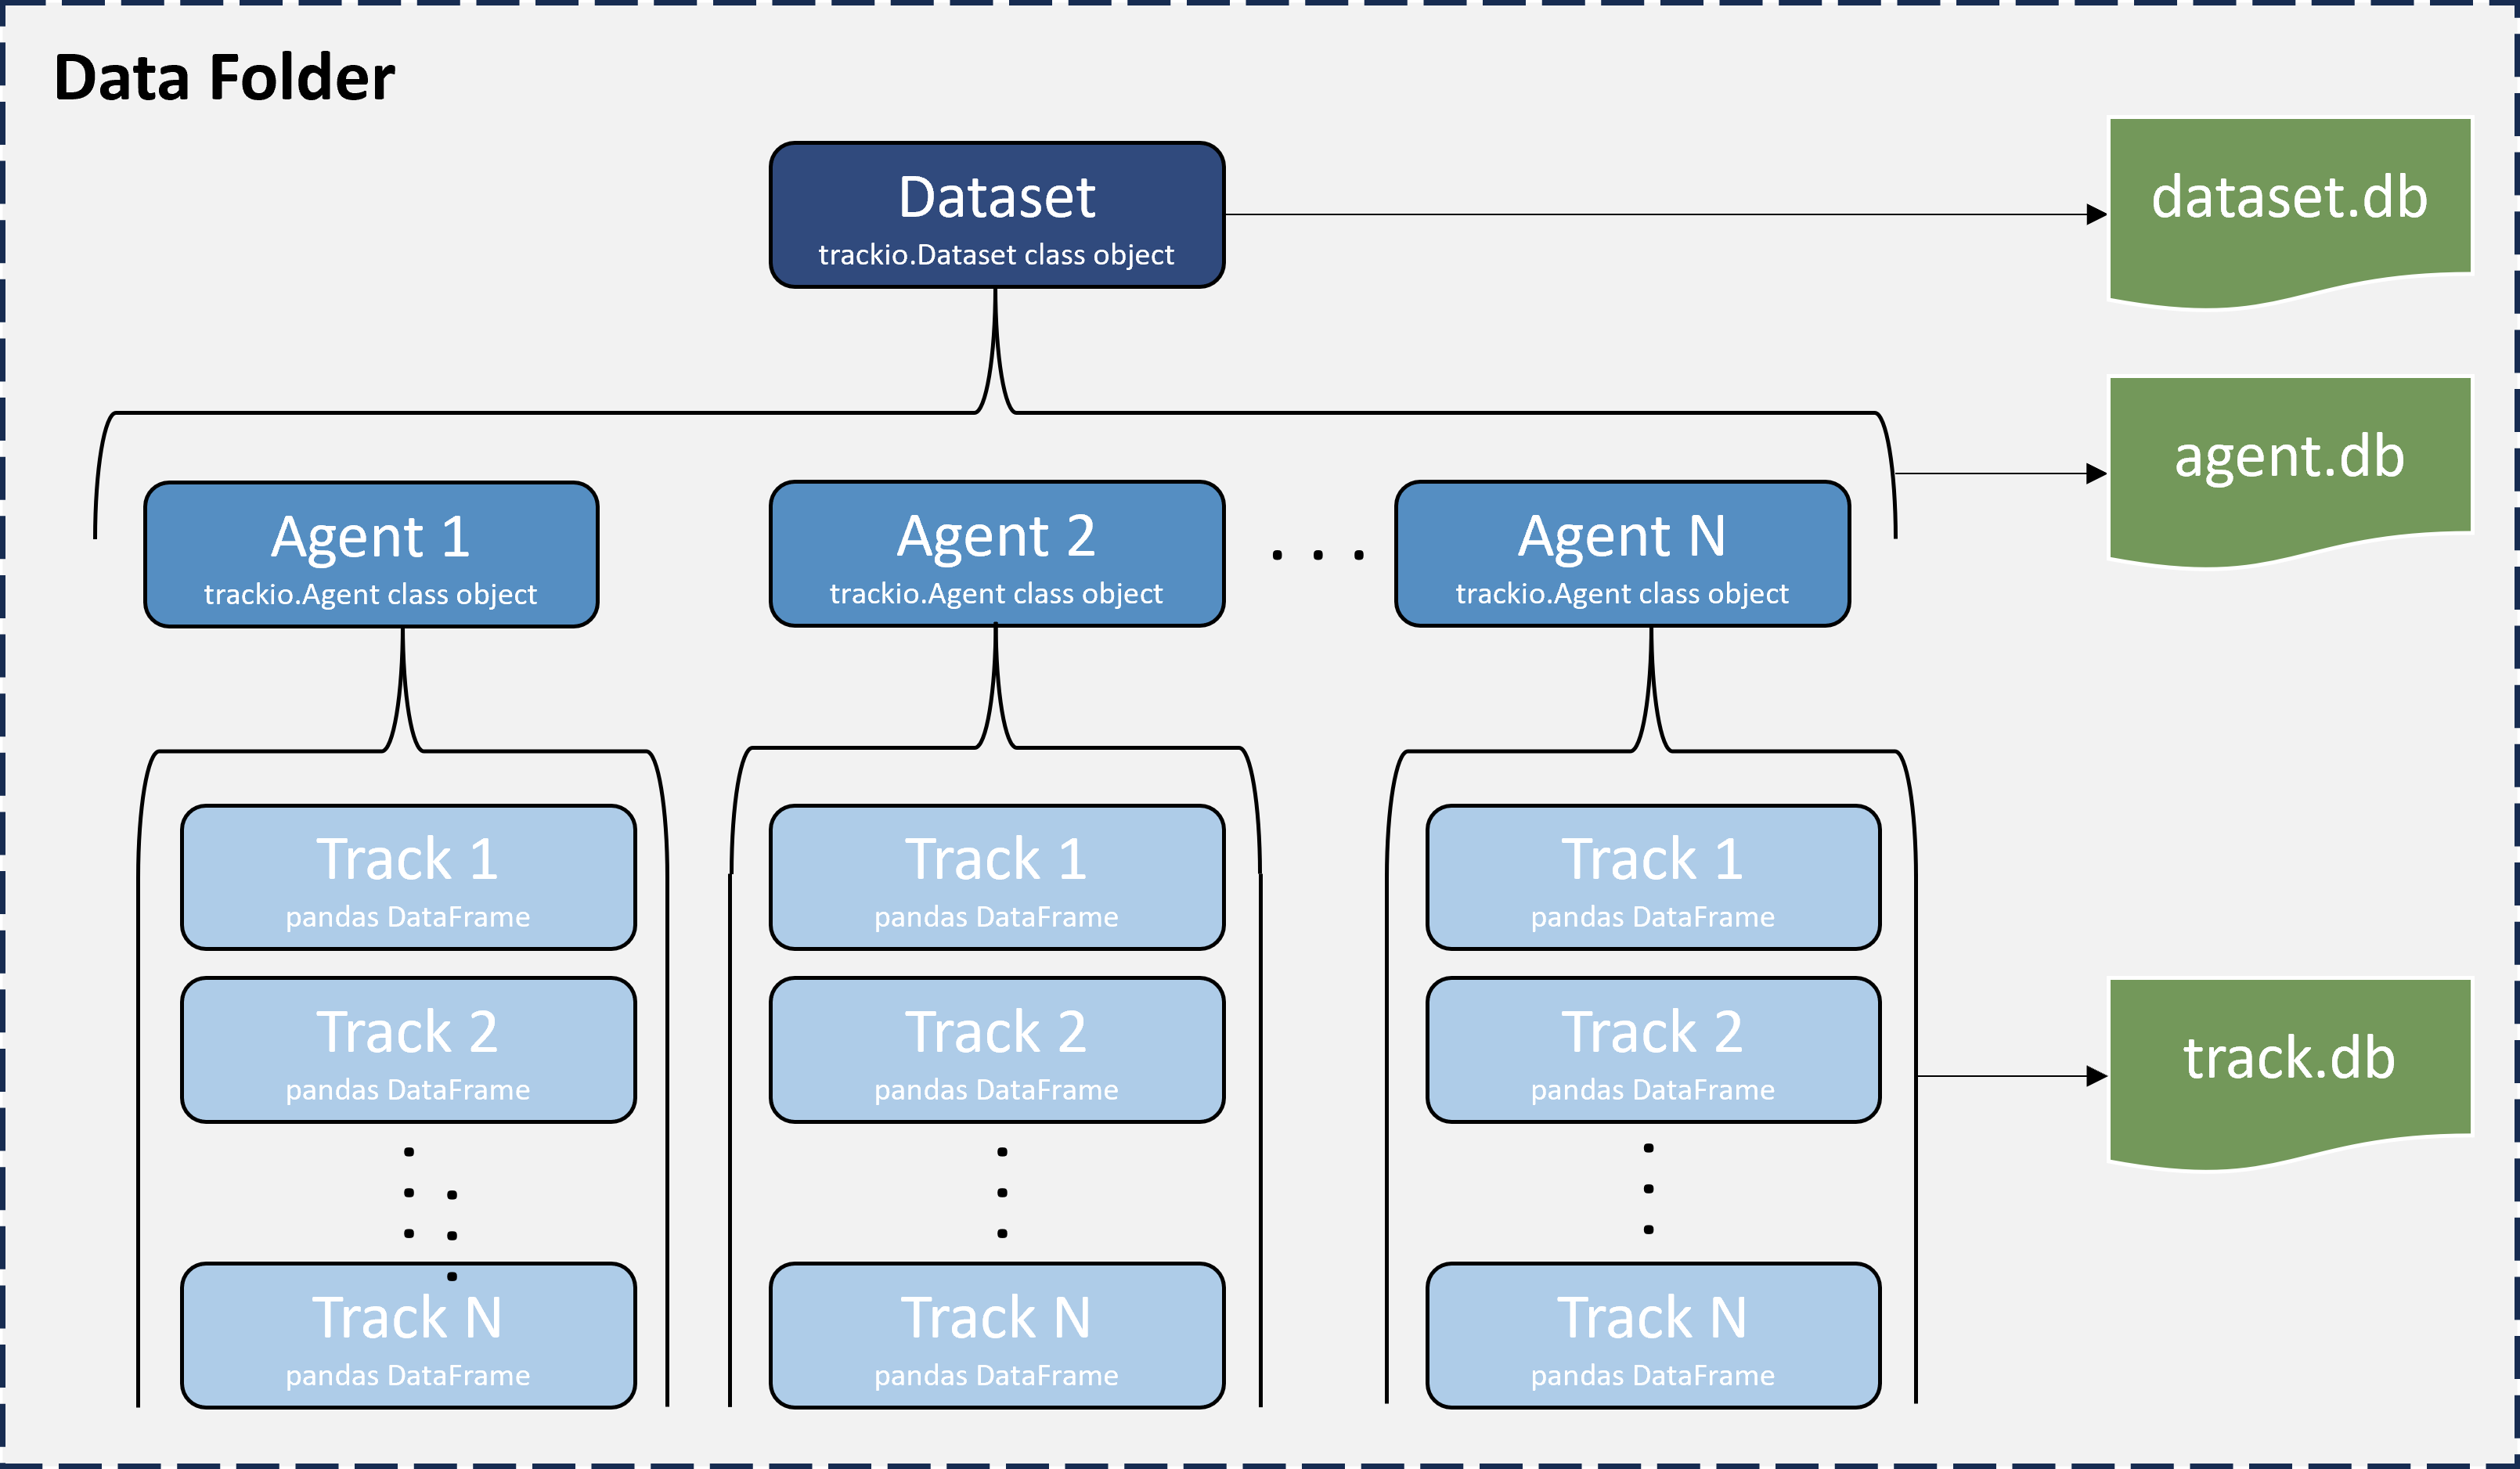 Data Folder
Dataset
trackio.Dataset class object
dataset.db
agent.db
Agent 1
trackio.Agent class object
Agent 2
trackio.Agent class object
. . .
Agent N
trackio.Agent class object
Track 1
pandas DataFrame
Track 1
pandas DataFrame
Track 1
pandas DataFrame
Track 2
pandas DataFrame
Track 2
pandas DataFrame
Track 2
pandas DataFrame
track.db
Track N
pandas DataFrame
Track N
pandas DataFrame
Track N
pandas DataFrame